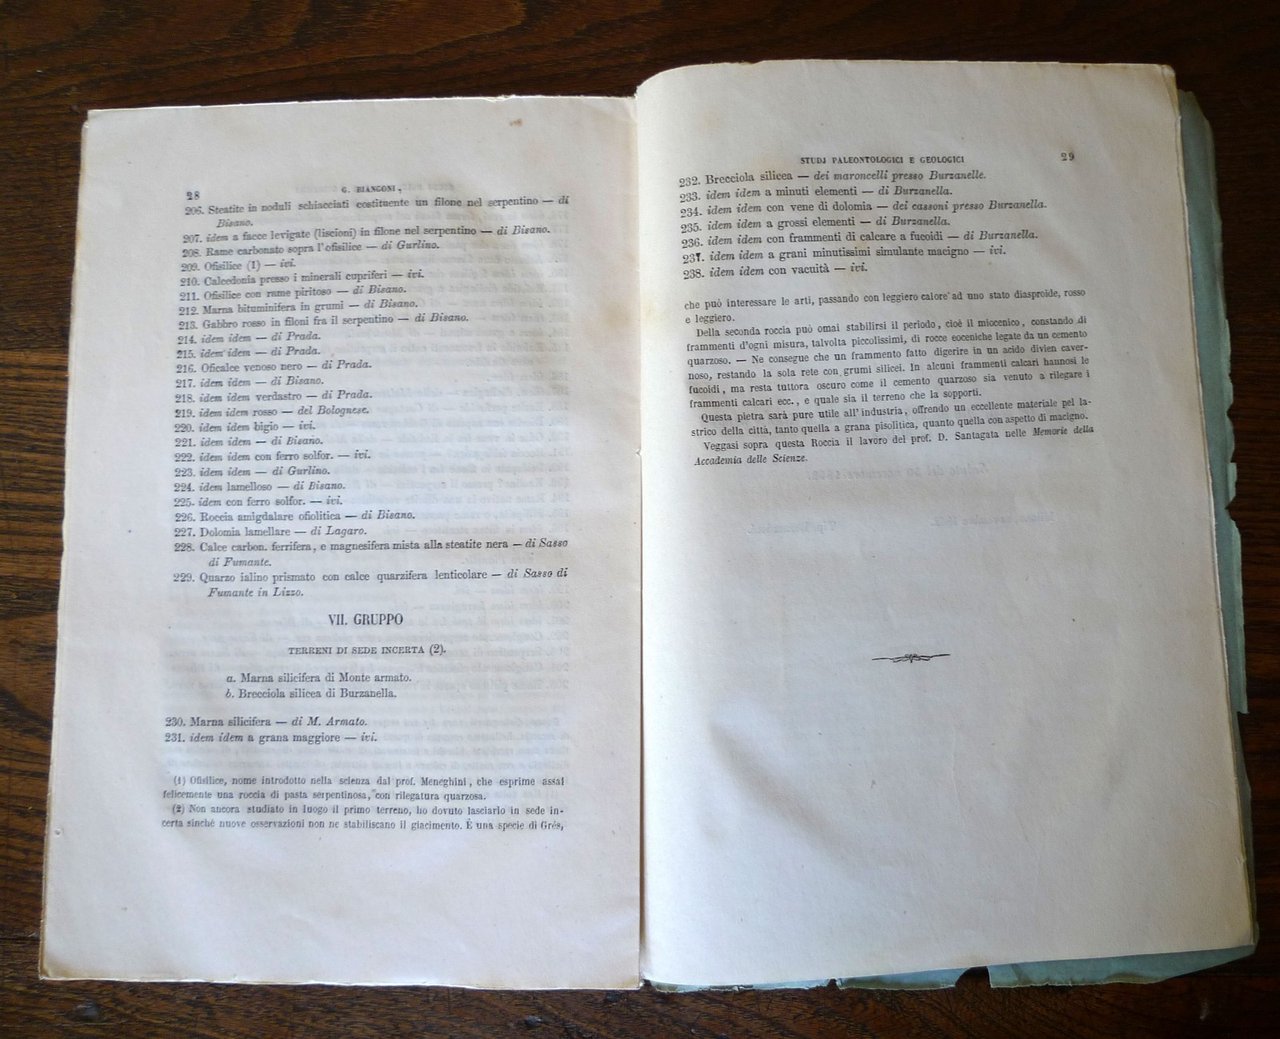 28
G. BIANCONI,
206. Steatite in noduli schiacciati costituente un filone nel serpentino — di
Bisano.
207. idem a facce levigate (liscioni) in filone nel serpentino — di Bisano.
208. Rame carbonato sopra l'ofisilice — di Gurlino.
209. Ofisilice (1) — ivi.
210. Calcedonia presso i minerali cupriferi — ivi.
211. Ofisilice con rame piritoso — di Bisano.
212. Marna bituminifera in grumi — di Bisano.
213. Gabbro rosso in filoni fra il serpentino — di Bisano.
214. idem idem — di Prada.
215. idem idem — di Prada.
216. Oficalce venoso nero — di Prada.
217. idem idem — di Bisano.
218. idem idem verdastro — di Prada.
219. idem idem rosso — del Bolognese.
220. idem idem bigio — ivi.
221. idem idem — di Bisano.
222. idem idem con ferro solfor. — ivi.
223. idem idem — di Gurlino.
224. idem lamelloso — di Bisano.
225. idem con ferro solfor. — ivi.
226. Roccia amigdalare ofiolitica — di Bisano.
227. Dolomia lamellare — di Lagaro.
228. Calce carbon. ferrifera, e magnesifera mista alla steatite nera — di Sasso
di Fumante.
229. Quarzo ialino prismato con calce quarzifera lenticolare — di Sasso di
Fumante in Lizzo.
VII. GRUPPO
TERRENI DI SEDE INCERTA (2).
a. Marna silicifera di Monte armato.
b. Brecciola silicea di Burzanella.
230. Marna silicifera — di M. Armato.
231. idem idem a grana maggiore — ivi.
(1) Ofisilice, nome introdotto nella scienza dal prof. Meneghini, che esprime assai
felicemente una roccia di pasta serpentinosa, con rilegatura quarzosa.
(2) Non ancora studiato in luogo il primo terreno, ho dovuto lasciarlo in sede in-
certa sinchè nuove osservazioni non ne stabiliscano il giacimento. È una specie di Grès,
STUDJ PALEONTOLOGICI E GEOLOGICI
29
232. Brecciola silicea — dei maroncelli presso Burzanelle.
233. idem idem a minuti elementi — di Burzanella.
234. idem idem con vene di dolomia — dei cassoni presso Burzanella.
235. idem idem a grossi elementi — di Burzanella.
236. idem idem con frammenti di calcare a fucoidi — di Burzanella.
237. idem idem a grani minutissimi simulante macigno — ivi.
238. idem idem con vacuità — ivi.
che può interessare le arti, passando con leggiero calore ad uno stato diasproide, rosso
e leggiero.
Della seconda roccia può omai stabilirsi il periodo, cioè il miocenico, constando di
frammenti d'ogni misura, talvolta piccolissimi, di rocce eoceniche legate da un cemento
quarzoso. — Ne consegue che un frammento fatto digerire in un acido divien caver-
noso, restando la sola rete con grumi silicei. In alcuni frammenti calcari hannosi le
fucoidi, ma resta tuttora oscuro come il cemento quarzoso sia venuto a rilegare i
frammenti calcari ecc., e quale sia il terreno che la sopporti.
Questa pietra sarà pure utile all'industria, offrendo un eccellente materiale pel la-
strico della città, tanto quella a grana pisolitica, quanto quella con aspetto di macigno.
Veggasi sopra questa Roccia il lavoro del prof. D. Santagata nelle Memorie della
Accademia delle Scienze.